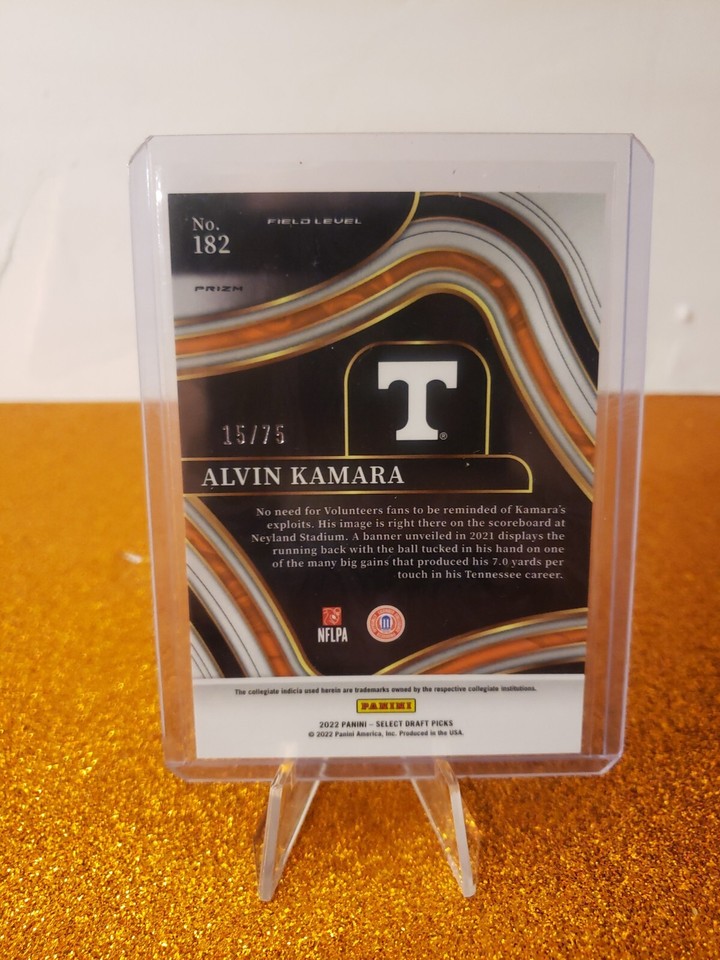 No.
182
FIELD LEVEL
PRIZM
T
®
15/75
ALVIN KAMARA
No need for Volunteers fans to be reminded of Kamara's
exploits. His image is right there on the scoreboard at
Neyland Stadium. A banner unveiled in 2021 displays the
running back with the ball tucked in his hand on one
of the many big gains that produced his 7.0 yards per
touch in his Tennessee career.
NFLPA
The collegiate indicia used herein are trademarks owned by the respective collegiate institutions.
PANINI
2022 PANINI – SELECT DRAFT PICKS
© 2022 Panini America, Inc. Produced in the USA.